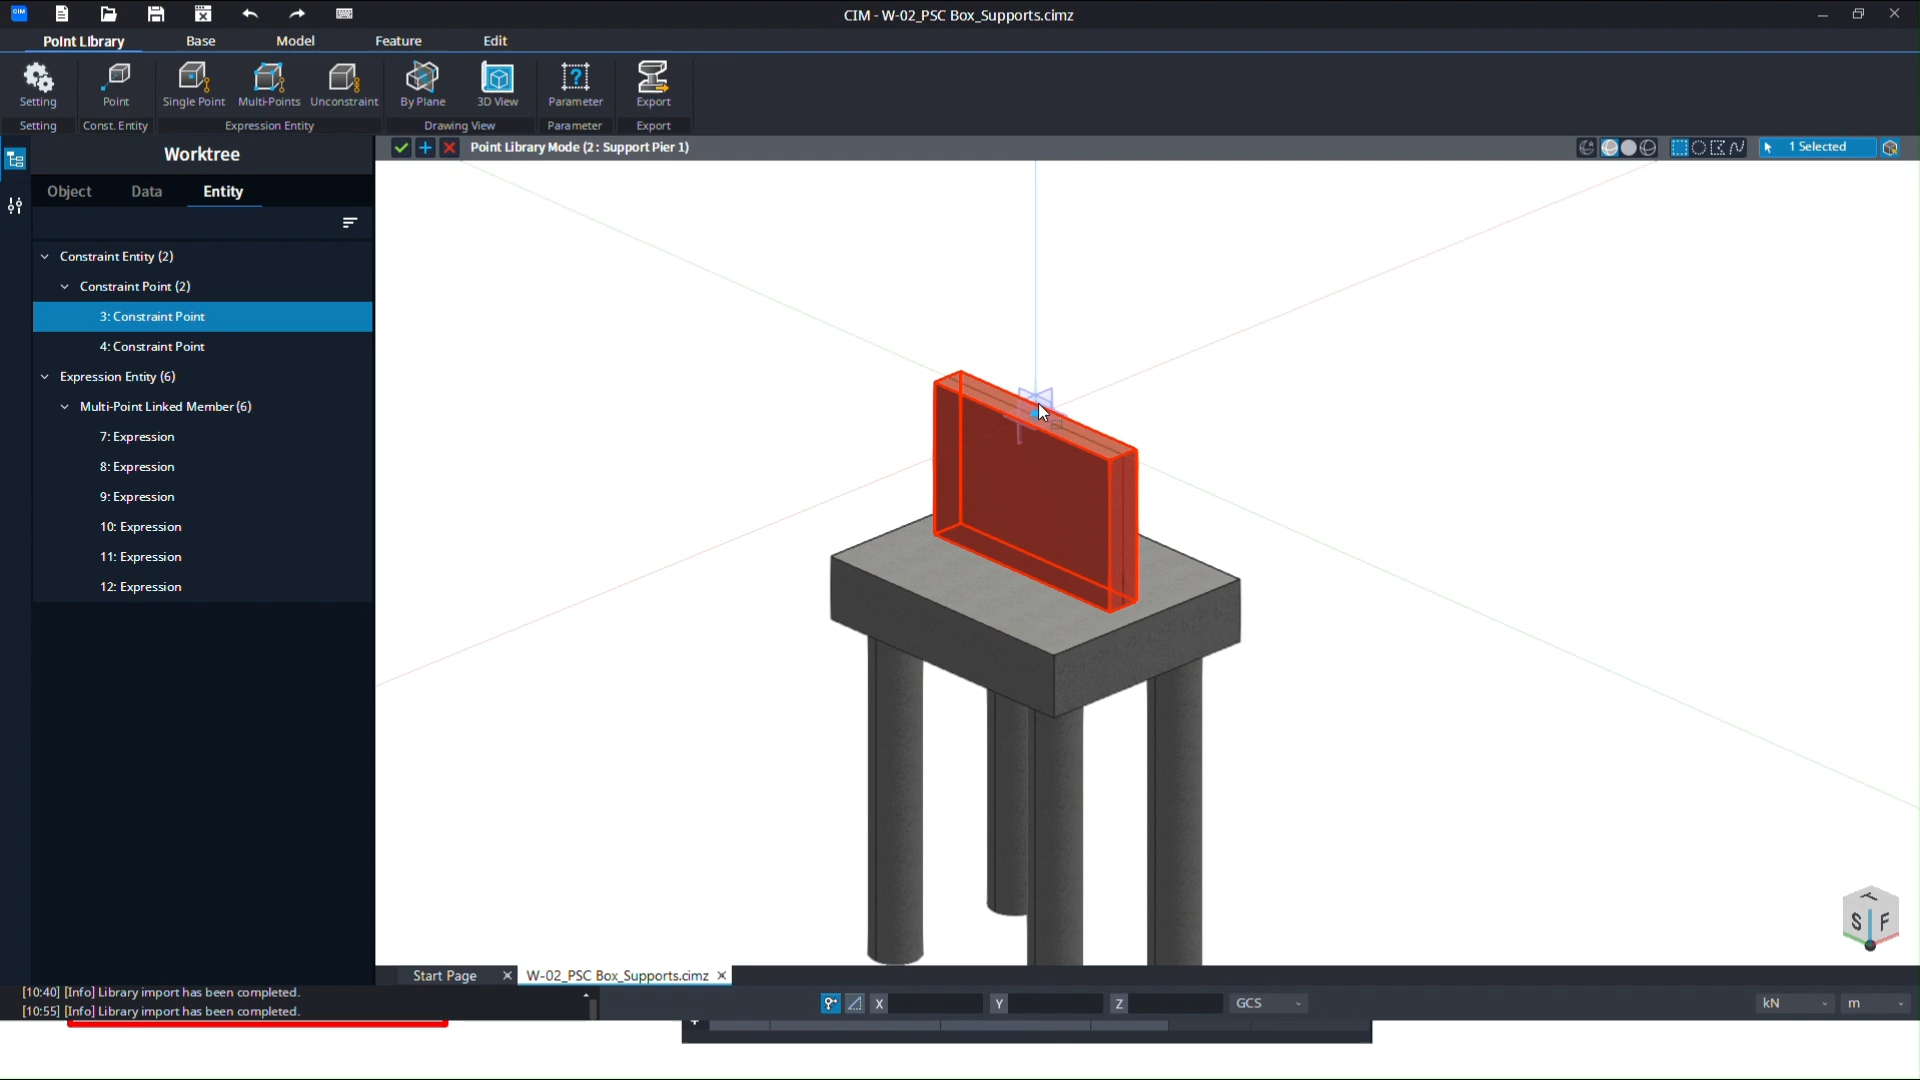 CIM
CIM - W-02_PSC Box_Supports.cimz
Point Library
Base
Model
Feature
Edit
Setting
Point
Single Point
Multi-Points
Unconstraint
By Plane
3D View
Parameter
Export
Setting
Const. Entity
Expression Entity
Drawing View
Parameter
Export
Worktree
Point Library Mode (2 : Support Pier 1)
1 Selected
Object
Data
Entity
Constraint Entity (2)
Constraint Point (2)
3: Constraint Point
4: Constraint Point
Expression Entity (6)
Multi-Point Linked Member (6)
7: Expression
8: Expression
9: Expression
10: Expression
11: Expression
12: Expression
T
S
F
Start Page
W-02_PSC Box_Supports.cimz
[10:40] [Info] Library import has been completed.
[10:55] [Info] Library import has been completed.
X
Y
Z
GCS
kN
m